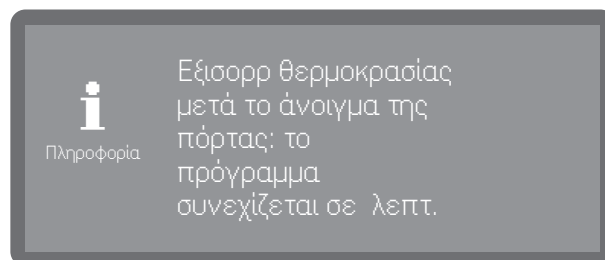 Εξισορρ θερμοκρασίας
μετά το άνοιγμα της
πόρτας: το
πρόγραμμα
συνεχίζεται σε λεπτ.
Πληροφορία